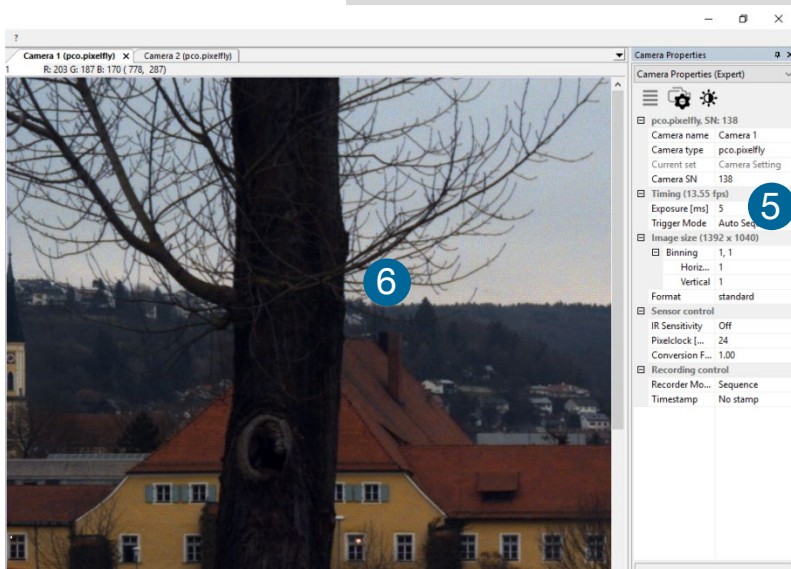 ?
Camera 1 (pco.pixelfly) X Camera 2 (pco.pixelfly)
1 R: 203 G: 187 B: 170 ( 778, 287)
Camera Properties
Camera Properties (Expert)
pco.pixelfly, SN: 138
Camera name Camera 1
Camera type pco.pixelfly
Current set Camera Setting
Camera SN 138
Timing (13.55 fps)
5
Exposure [ms] 5
Trigger Mode Auto
Image size (1392 x 1040)
Binning 1, 1
6
Horiz... 1
Vertical 1
Format standard
Sensor control
IR Sensitivity Off
Pixelclock [... 24
Conversion F... 1.00
Recording control
Recorder Mo... Sequence
Timestamp No stamp